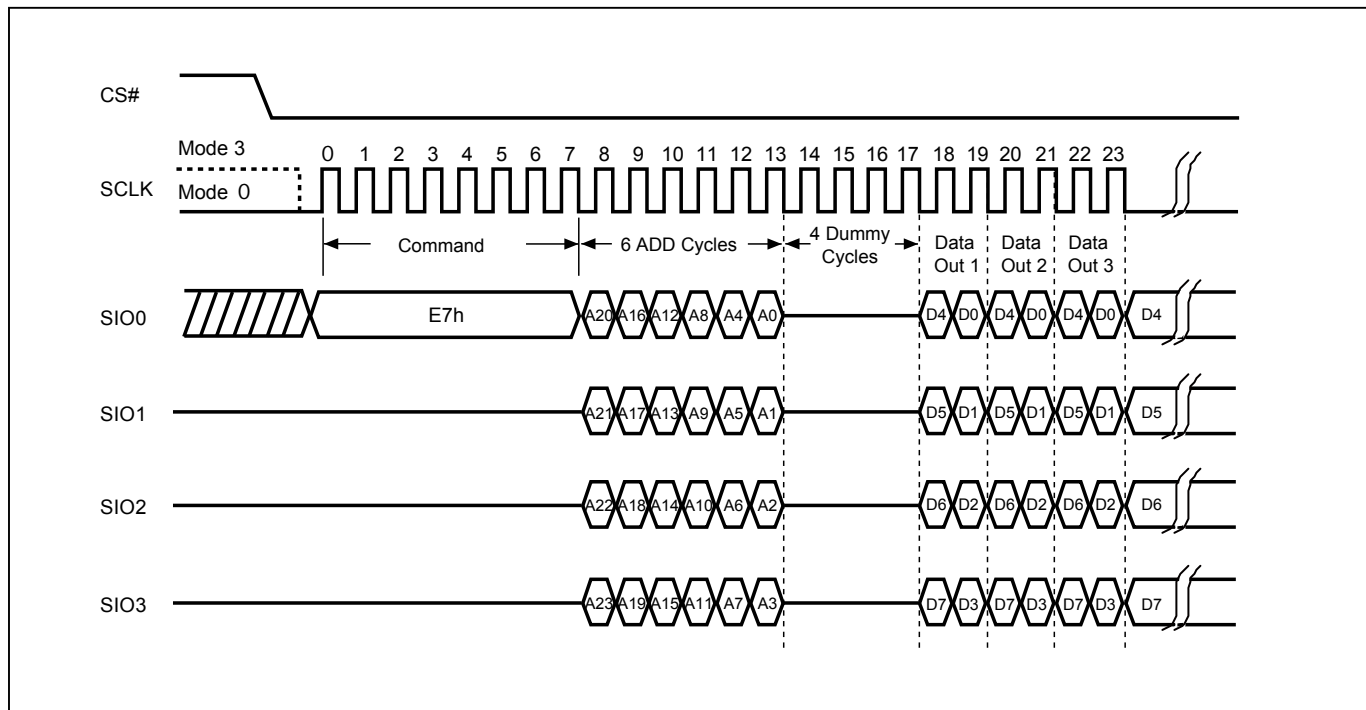 CS#
Mode 3
SCLK
Mode 0
0 1 2 3 4 5 6 7 8 9 10 11 12 13 14 15 16 17 18 19 20 21 22 23
Command
6 ADD Cycles
4 Dummy
Cycles
Data
Out 1
Data
Out 2
Data
Out 3
SIO0
E7h
A20 A16 A12 A8 A4 A0
D4 D0 D4 D0 D4 D0 D4
SIO1
A21 A17 A13 A9 A5 A1
D5 D1 D5 D1 D5 D1 D5
SIO2
A22 A18 A14 A10 A6 A2
D6 D2 D6 D2 D6 D2 D6
SIO3
A23 A19 A15 A11 A7 A3
D7 D3 D7 D3 D7 D3 D7